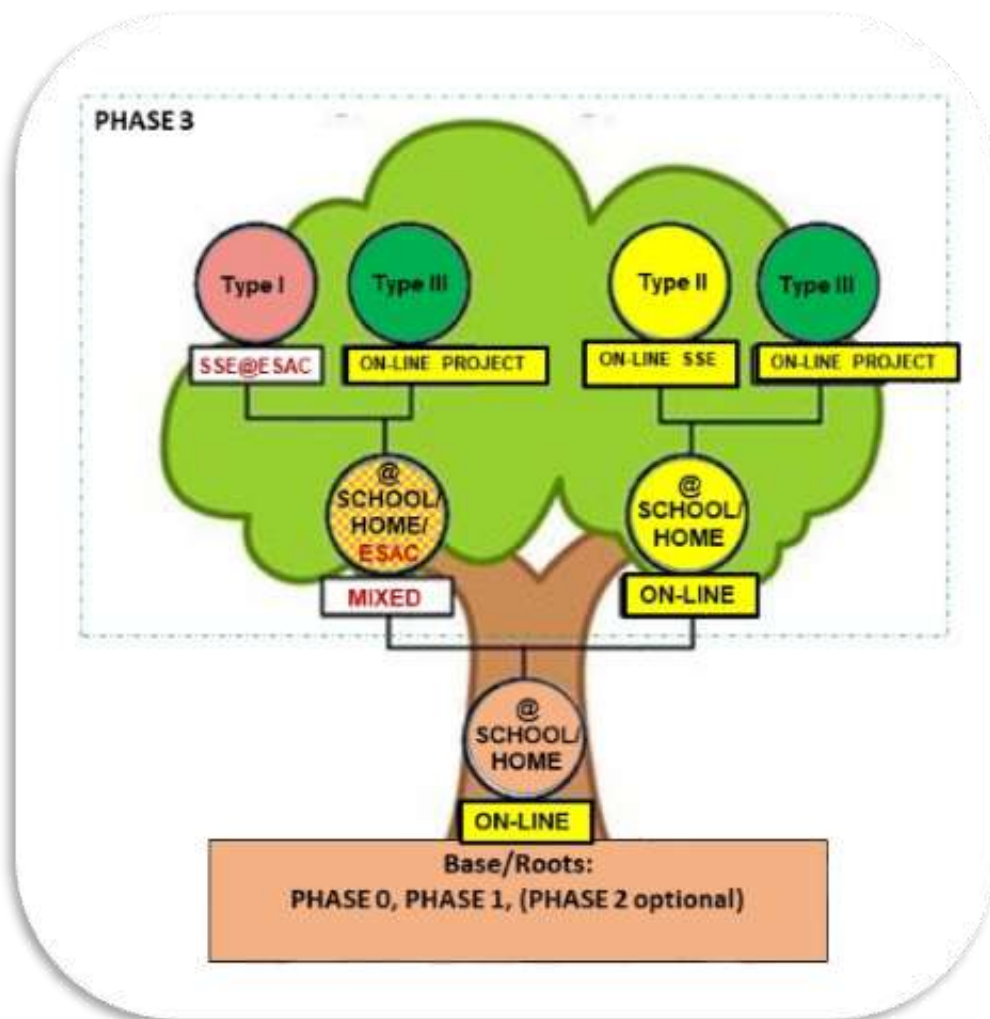 PHASE 3
Type I
Type III
Type II
Type III
SSE@ESAC
ON-LINE PROJECT
ON-LINE SSE
ON-LINE PROJECT
@
SCHOOL/
HOME/
ESAC
MIXED
@
SCHOOL/
HOME
ON-LINE
@
SCHOOL/
HOME
ON-LINE
Base/Roots:
PHASE 0, PHASE 1, (PHASE 2 optional)